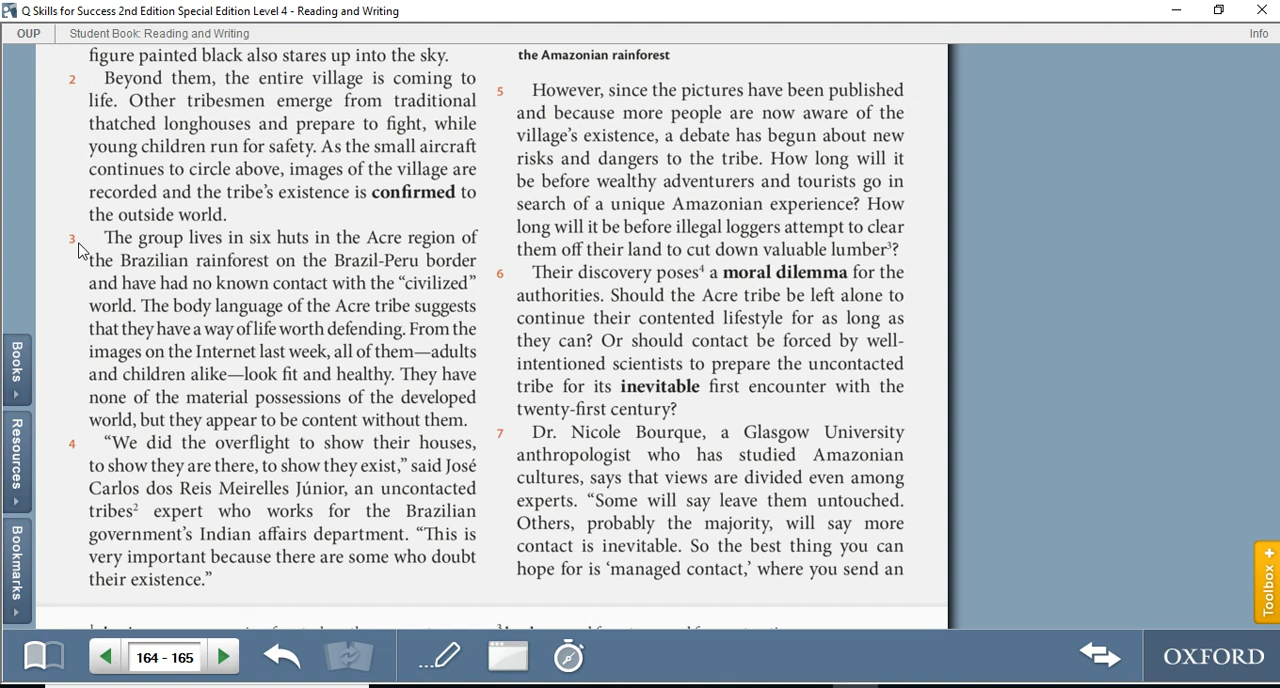 Q Skills for Success 2nd Edition Special Edition Level 4 - Reading and Writing
OUP
Student Book: Reading and Writing
Info
figure painted black also stares up into the sky.
2 Beyond them, the entire village is coming to
life. Other tribesmen emerge from traditional
thatched longhouses and prepare to fight, while
young children run for safety. As the small aircraft
continues to circle above, images of the village are
recorded and the tribe's existence is confirmed to
the outside world.
3 The group lives in six huts in the Acre region of
the Brazilian rainforest on the Brazil-Peru border
and have had no known contact with the “civilized”
world. The body language of the Acre tribe suggests
that they have a way of life worth defending. From the
images on the Internet last week, all of them—adults
and children alike—look fit and healthy. They have
none of the material possessions of the developed
world, but they appear to be content without them.
4 “We did the overflight to show their houses,
to show they are there, to show they exist,” said José
Carlos dos Reis Meirelles Júnior, an uncontacted
tribes² expert who works for the Brazilian
government's Indian affairs department. “This is
very important because there are some who doubt
their existence.”
the Amazonian rainforest
5 However, since the pictures have been published
and because more people are now aware of the
village's existence, a debate has begun about new
risks and dangers to the tribe. How long will it
be before wealthy adventurers and tourists go in
search of a unique Amazonian experience? How
long will it be before illegal loggers attempt to clear
them off their land to cut down valuable lumber³?
6 Their discovery poses⁴ a moral dilemma for the
authorities. Should the Acre tribe be left alone to
continue their contented lifestyle for as long as
they can? Or should contact be forced by well-
intentioned scientists to prepare the uncontacted
tribe for its inevitable first encounter with the
twenty-first century?
7 Dr. Nicole Bourque, a Glasgow University
anthropologist who has studied Amazonian
cultures, says that views are divided even among
experts. “Some will say leave them untouched.
Others, probably the majority, will say more
contact is inevitable. So the best thing you can
hope for is ‘managed contact,’ where you send an
Books
Resources
Bookmarks
Toolbox +
164 - 165
OXFORD